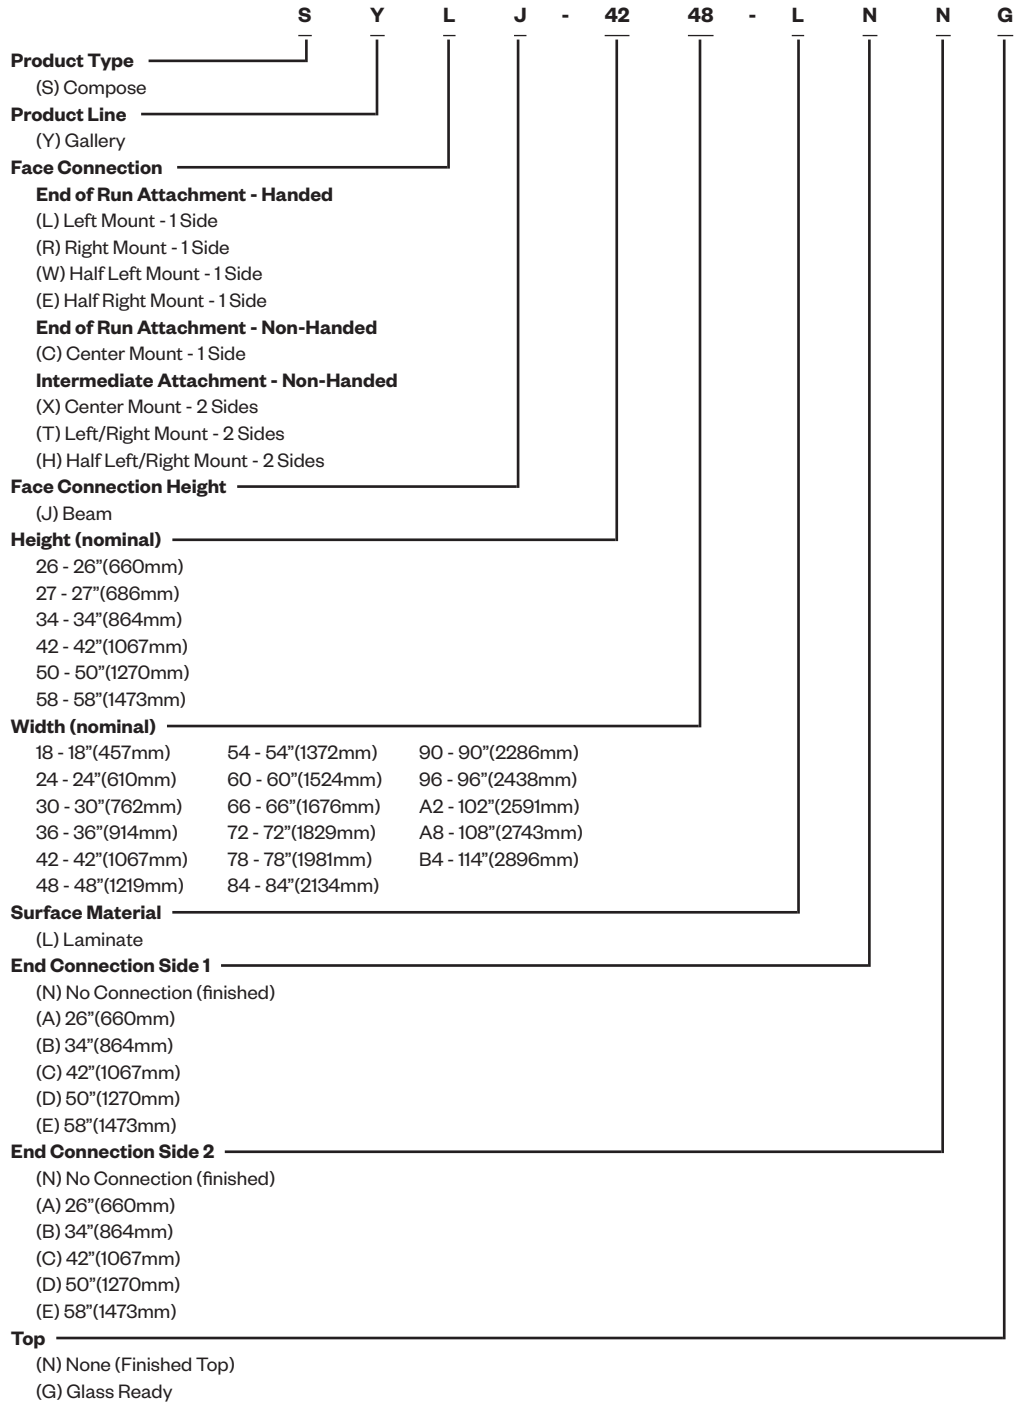 S Y L J - 42 48 - L N N G
Product Type
(S) Compose
Product Line
(Y) Gallery
Face Connection
End of Run Attachment - Handed
(L) Left Mount - 1 Side
(R) Right Mount - 1 Side
(W) Half Left Mount - 1 Side
(E) Half Right Mount - 1 Side
End of Run Attachment - Non-Handed
(C) Center Mount - 1 Side
Intermediate Attachment - Non-Handed
(X) Center Mount - 2 Sides
(T) Left/Right Mount - 2 Sides
(H) Half Left/Right Mount - 2 Sides
Face Connection Height
(J) Beam
Height (nominal)
26 - 26”(660mm)
27 - 27”(686mm)
34 - 34”(864mm)
42 - 42”(1067mm)
50 - 50”(1270mm)
58 - 58”(1473mm)
Width (nominal)
18 - 18”(457mm) 54 - 54”(1372mm) 90 - 90”(2286mm)
24 - 24”(610mm) 60 - 60”(1524mm) 96 - 96”(2438mm)
30 - 30”(762mm) 66 - 66”(1676mm) A2 - 102”(2591mm)
36 - 36”(914mm) 72 - 72”(1829mm) A8 - 108”(2743mm)
42 - 42”(1067mm) 78 - 78”(1981mm) B4 - 114”(2896mm)
48 - 48”(1219mm) 84 - 84”(2134mm)
Surface Material
(L) Laminate
End Connection Side 1
(N) No Connection (finished)
(A) 26”(660mm)
(B) 34”(864mm)
(C) 42”(1067mm)
(D) 50”(1270mm)
(E) 58”(1473mm)
End Connection Side 2
(N) No Connection (finished)
(A) 26”(660mm)
(B) 34”(864mm)
(C) 42”(1067mm)
(D) 50”(1270mm)
(E) 58”(1473mm)
Top
(N) None (Finished Top)
(G) Glass Ready